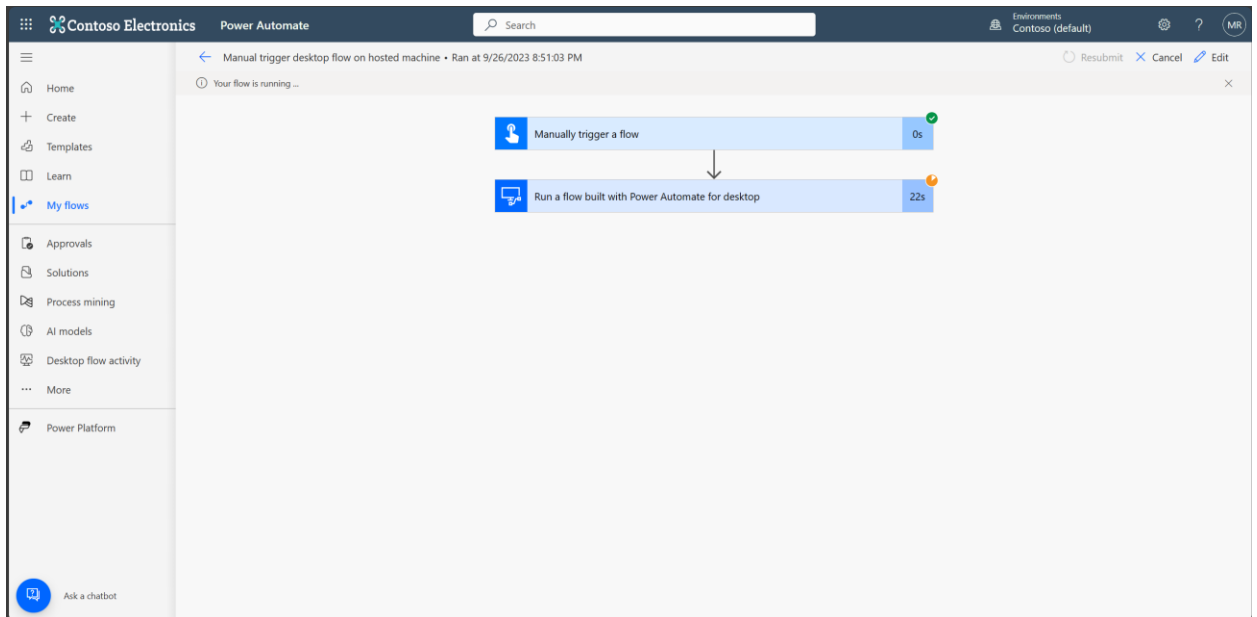 Contoso Electronics
Power Automate
Search
Environments
Contoso (default)
?
MR
Manual trigger desktop flow on hosted machine • Ran at 9/26/2023 8:51:03 PM
Resubmit
Cancel
Edit
Your flow is running ...
Home
Create
Templates
Learn
My flows
Approvals
Solutions
Process mining
AI models
Desktop flow activity
More
Power Platform
Ask a chatbot
Manually trigger a flow
0s
Run a flow built with Power Automate for desktop
22s